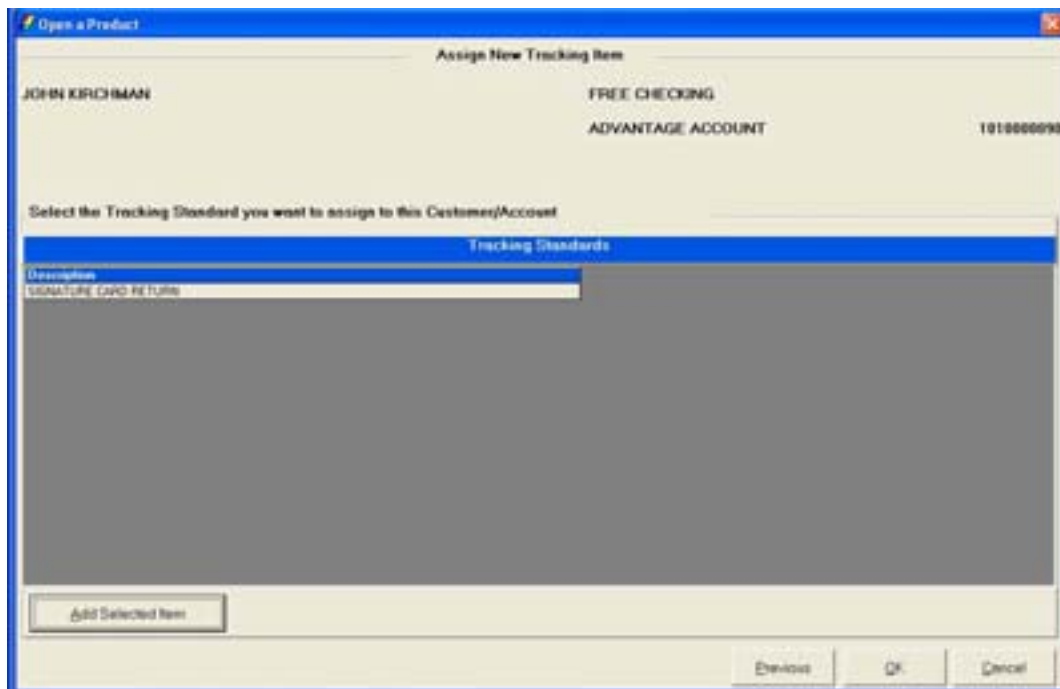 Open a Product
Assign New Tracking Item
JOHN KIRCHMAN FREE CHECKING
ADVANTAGE ACCOUNT
Select the Tracking Standard you want to assign to this Customer/Account
Tracking Standards
Description
SIGNATURE CARD RETURN
Add Selected Item
Previous OK Cancel